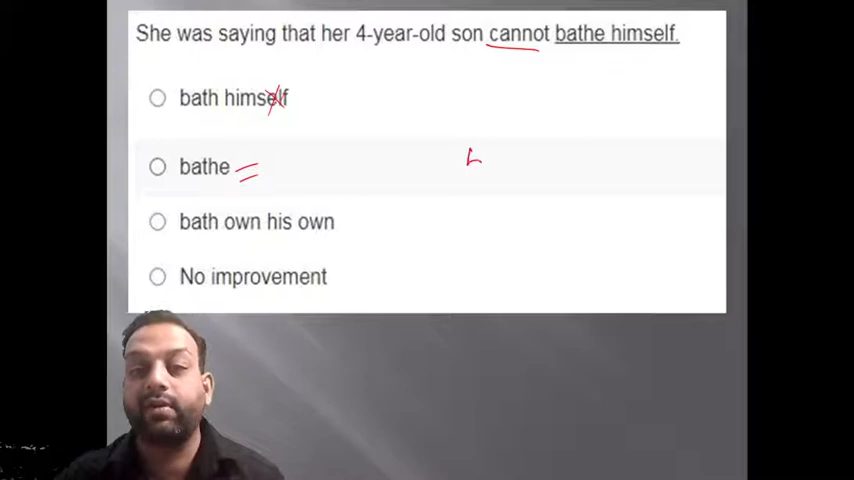 She was saying that her 4-year-old son cannot bathe himself.
bath himself
bathe
bath own his own
No improvement